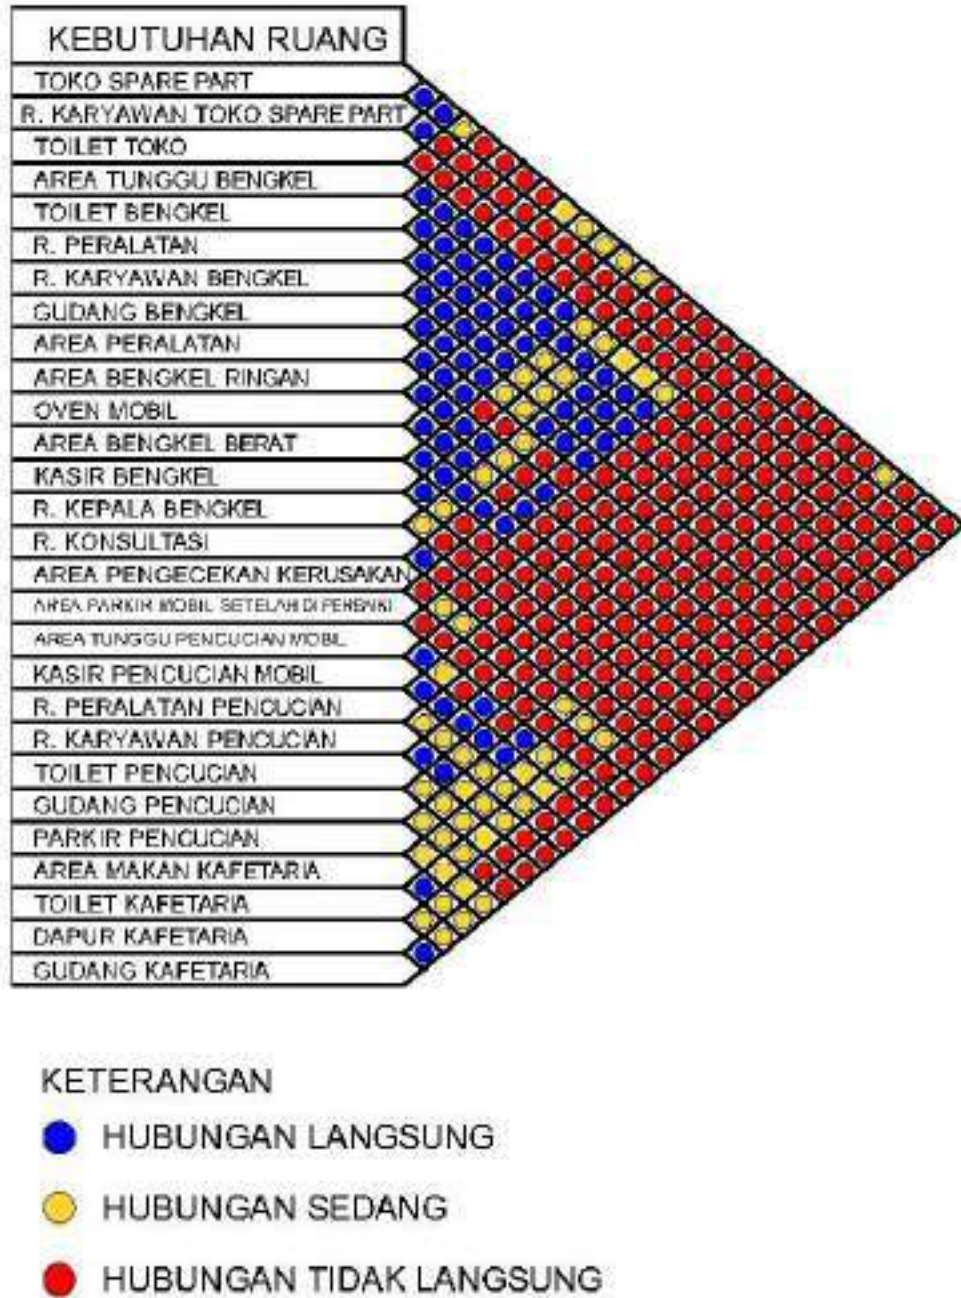 KEBUTUHAN RUANG
TOKO SPARE PART
R. KARYAWAN TOKO SPARE PART
TOILET TOKO
AREA TUNGGU BENGKEL
TOILET BENGKEL
R. PERALATAN
R. KARYAWAN BENGKEL
GUDANG BENGKEL
AREA PERALATAN
AREA BENGKEL RINGAN
OVEN MOBIL
AREA BENGKEL BERAT
KASIR BENGKEL
R. KEPALA BENGKEL
R. KONSULTASI
AREA PENGECEKAN KERUSAKAN
AREA PARKIR MOBIL SETELAH DI PERBAIKI
AREA TUNGGU PENCUCIAN MOBIL
KASIR PENCUCIAN MOBIL
R. PERALATAN PENCUCIAN
R. KARYAWAN PENCUCIAN
TOILET PENCUCIAN
GUDANG PENCUCIAN
PARKIR PENCUCIAN
AREA MAKAN KAFETARIA
TOILET KAFETARIA
DAPUR KAFETARIA
GUDANG KAFETARIA
KETERANGAN
HUBUNGAN LANGSUNG
HUBUNGAN SEDANG
HUBUNGAN TIDAK LANGSUNG